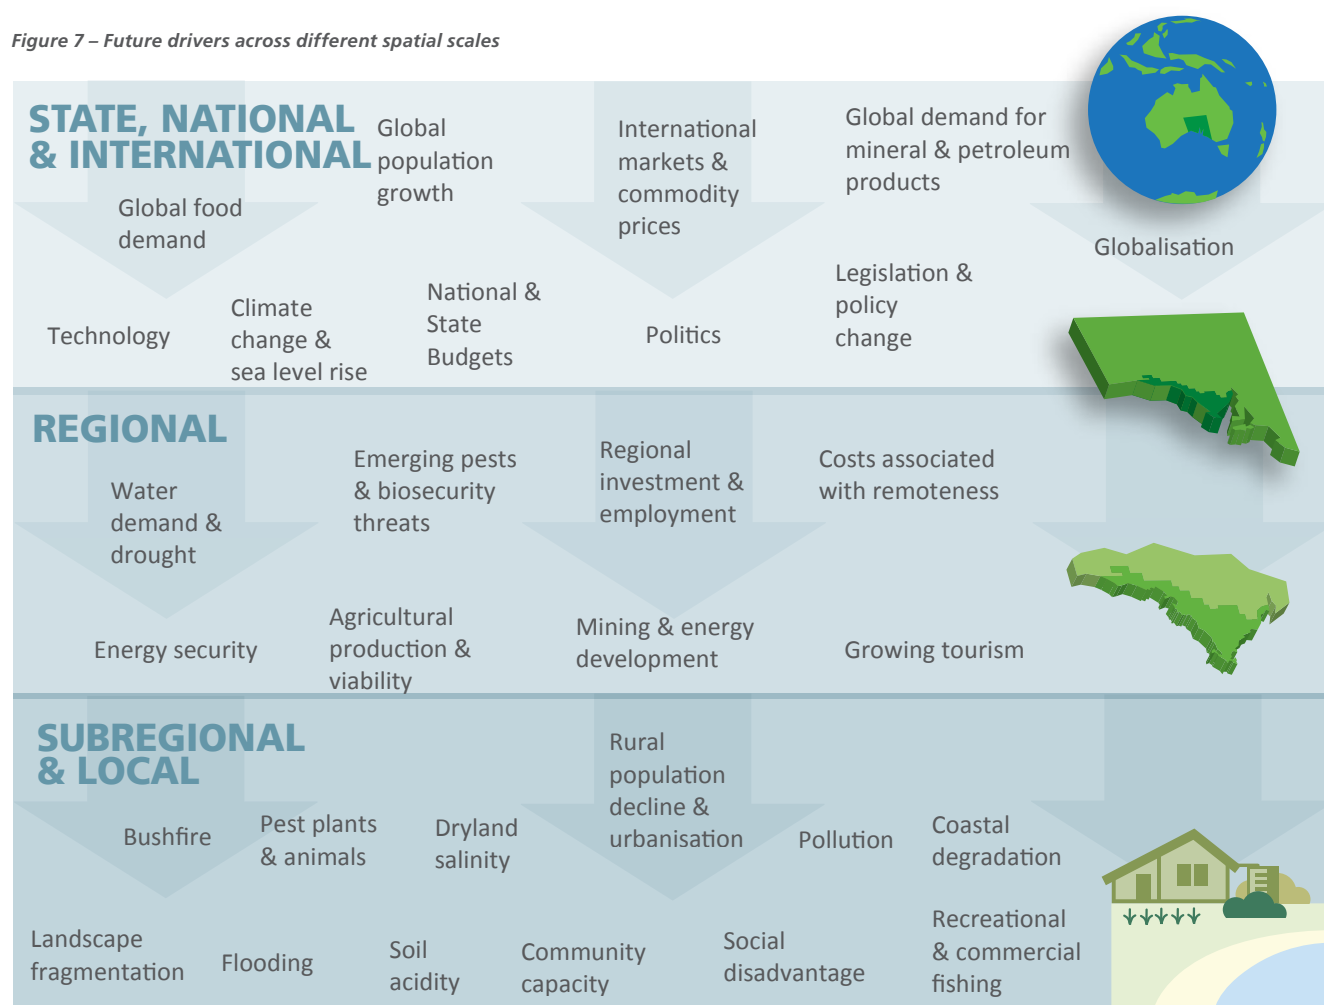 Figure 7 – Future drivers across different spatial scales
STATE, NATIONAL
& INTERNATIONAL
Global
population
growth
International
markets &
commodity
prices
Global demand for
mineral & petroleum
products
Global food
demand
Globalisation
Technology
Climate
change &
sea level rise
National &
State
Budgets
Politics
Legislation &
policy
change
REGIONAL
Water
demand &
drought
Emerging pests
& biosecurity
threats
Regional
investment &
employment
Costs associated
with remoteness
Energy security
Agricultural
production &
viability
Mining & energy
development
Growing tourism
SUBREGIONAL
& LOCAL
Bushfire
Pest plants
& animals
Dryland
salinity
Rural
population
decline &
urbanisation
Pollution
Coastal
degradation
Landscape
fragmentation
Flooding
Soil
acidity
Community
capacity
Social
disadvantage
Recreational
& commercial
fishing